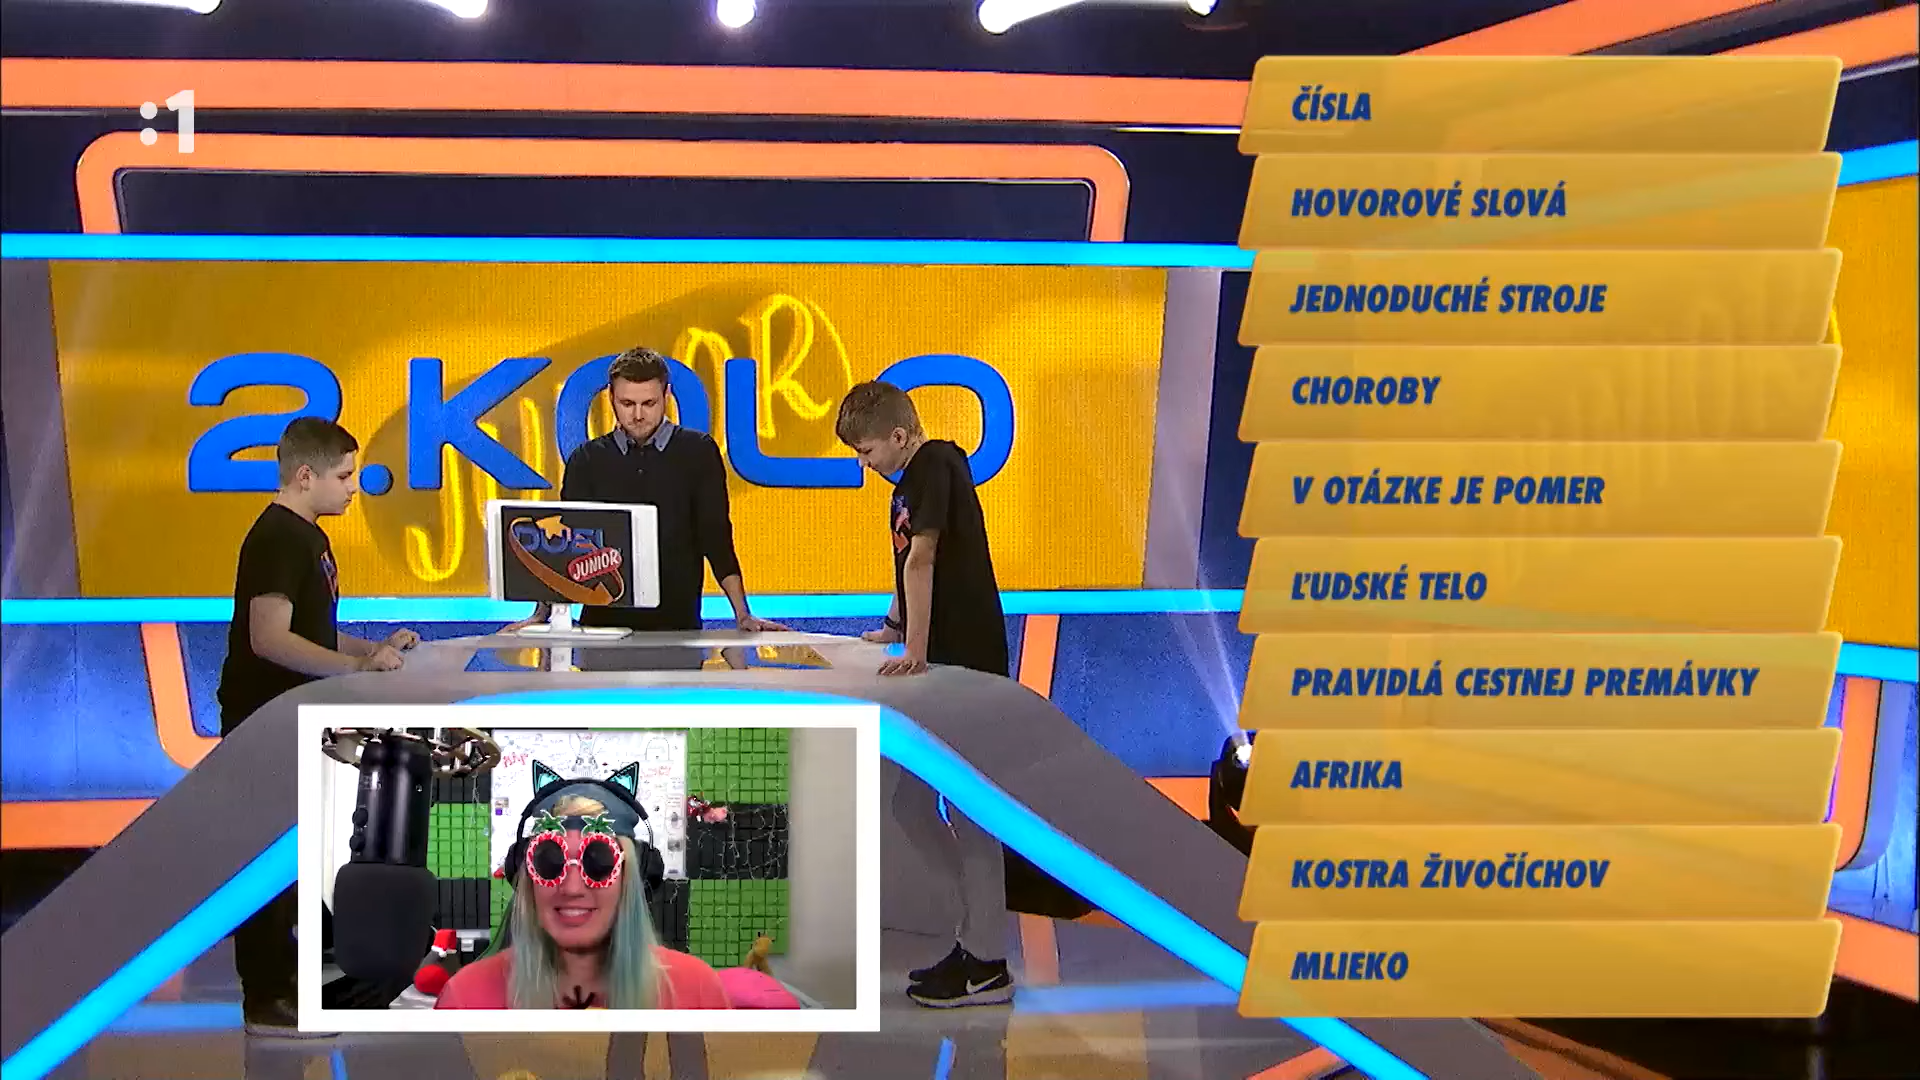 :1
2.KOLO
JUNIOR
DUEL
JUNIOR
ČÍSLA
HOVOROVÉ SLOVÁ
JEDNODUCHÉ STROJE
CHOROBY
V OTÁZKE JE POMER
ĽUDSKÉ TELO
PRAVIDLÁ CESTNEJ PREMÁVKY
AFRIKA
KOSTRA ŽIVOČÍCHOV
MLIEKO